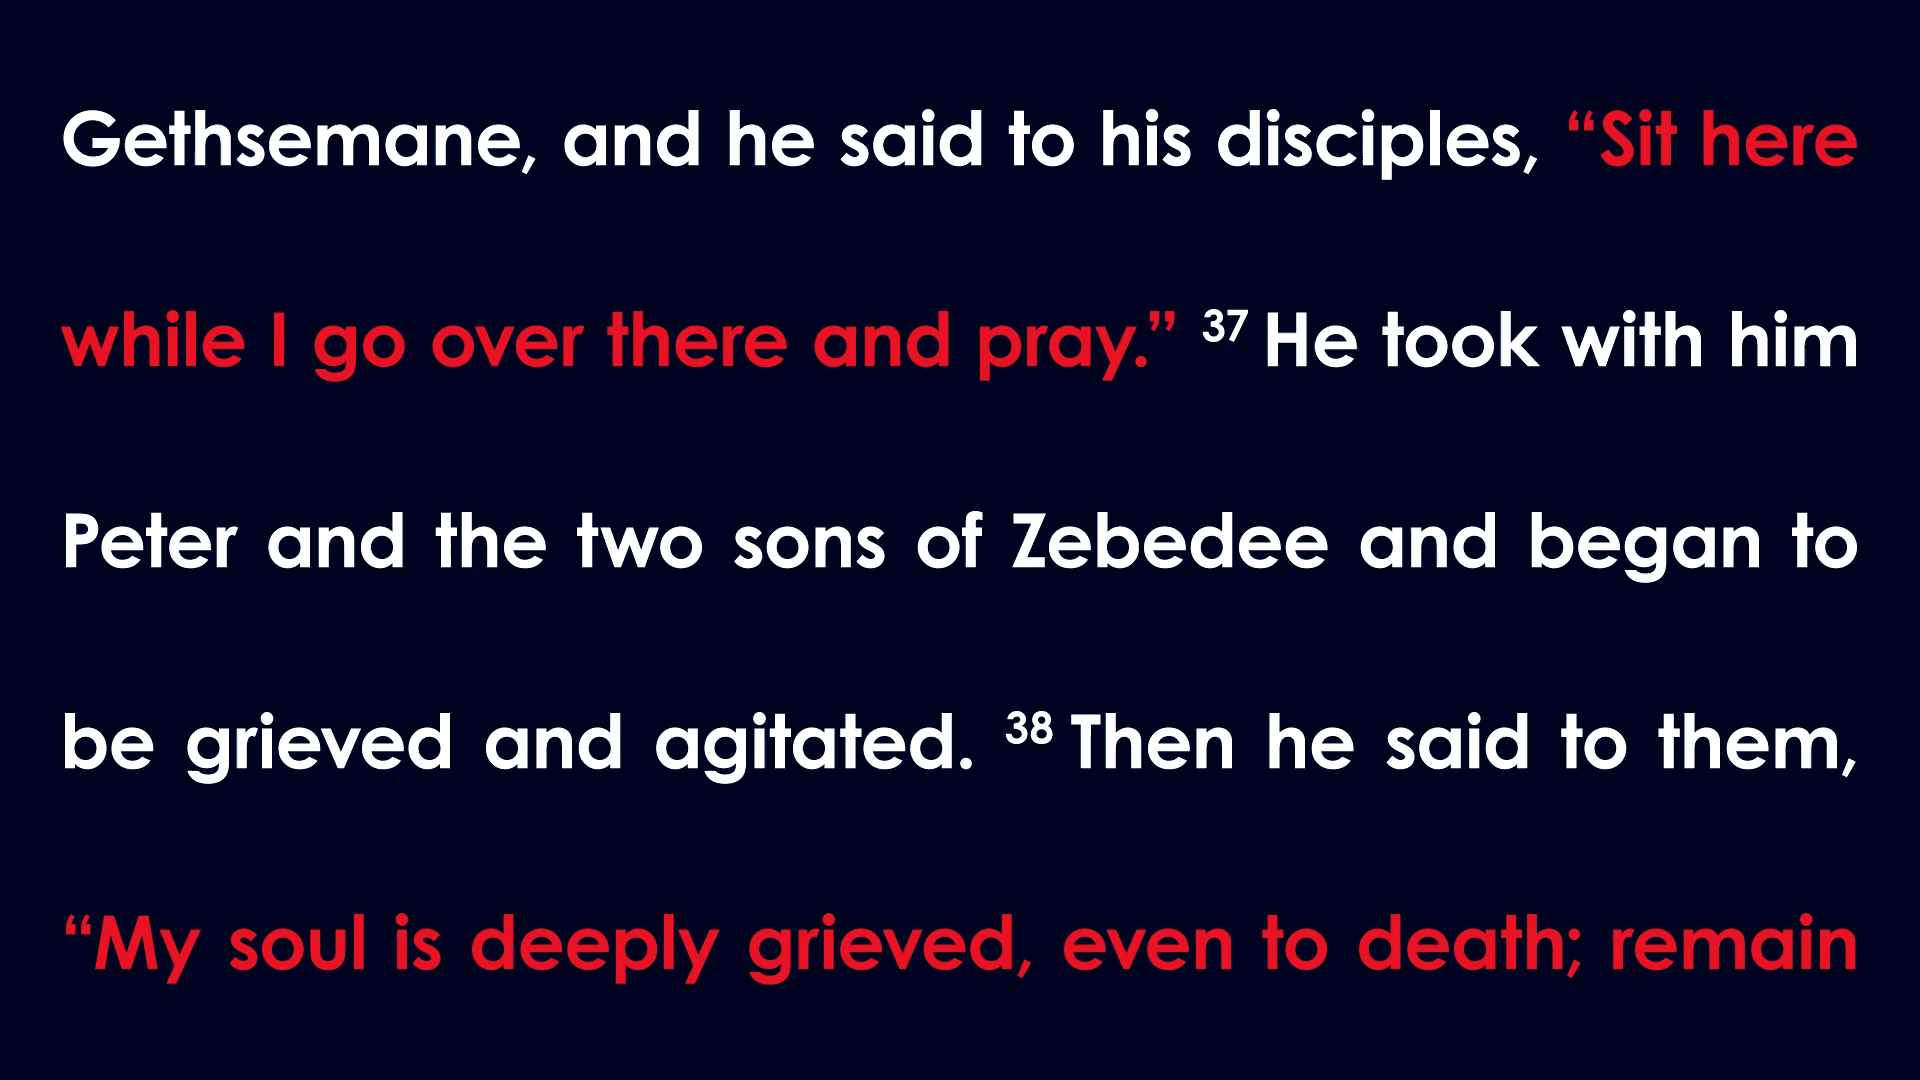 Gethsemane, and he said to his disciples, “Sit here
while I go over there and pray.” 37 He took with him
Peter and the two sons of Zebedee and began to
be grieved and agitated. 38 Then he said to them,
“My soul is deeply grieved, even to death; remain